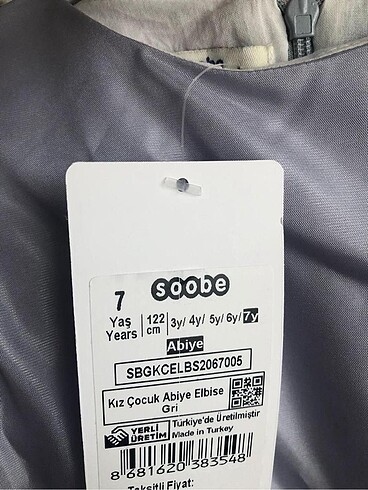 soobe
7
Yaş
Years
122
cm
3y/ 4y/ 5y/ 6y/ 7y
Abiye
SBGKCELBS2067005
Kız Çocuk Abiye Elbise
Gri
YERLİ
ÜRETİM
Türkiye'de Üretilmiştir
Made in Turkey
8 681620 383548
Taksitli Fiyat: